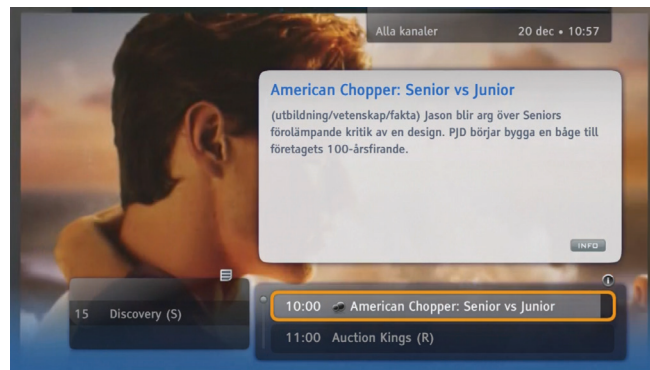 Alla kanaler 20 dec • 10:57
American Chopper: Senior vs Junior
(utbildning/vetenskap/fakta) Jason blir arg över Seniors
förolämpande kritik av en design. PJD börjar bygga en båge till
företagets 100-årsfirande.
INFO
15 Discovery (S)
10:00 American Chopper: Senior vs Junior
11:00 Auction Kings (R)